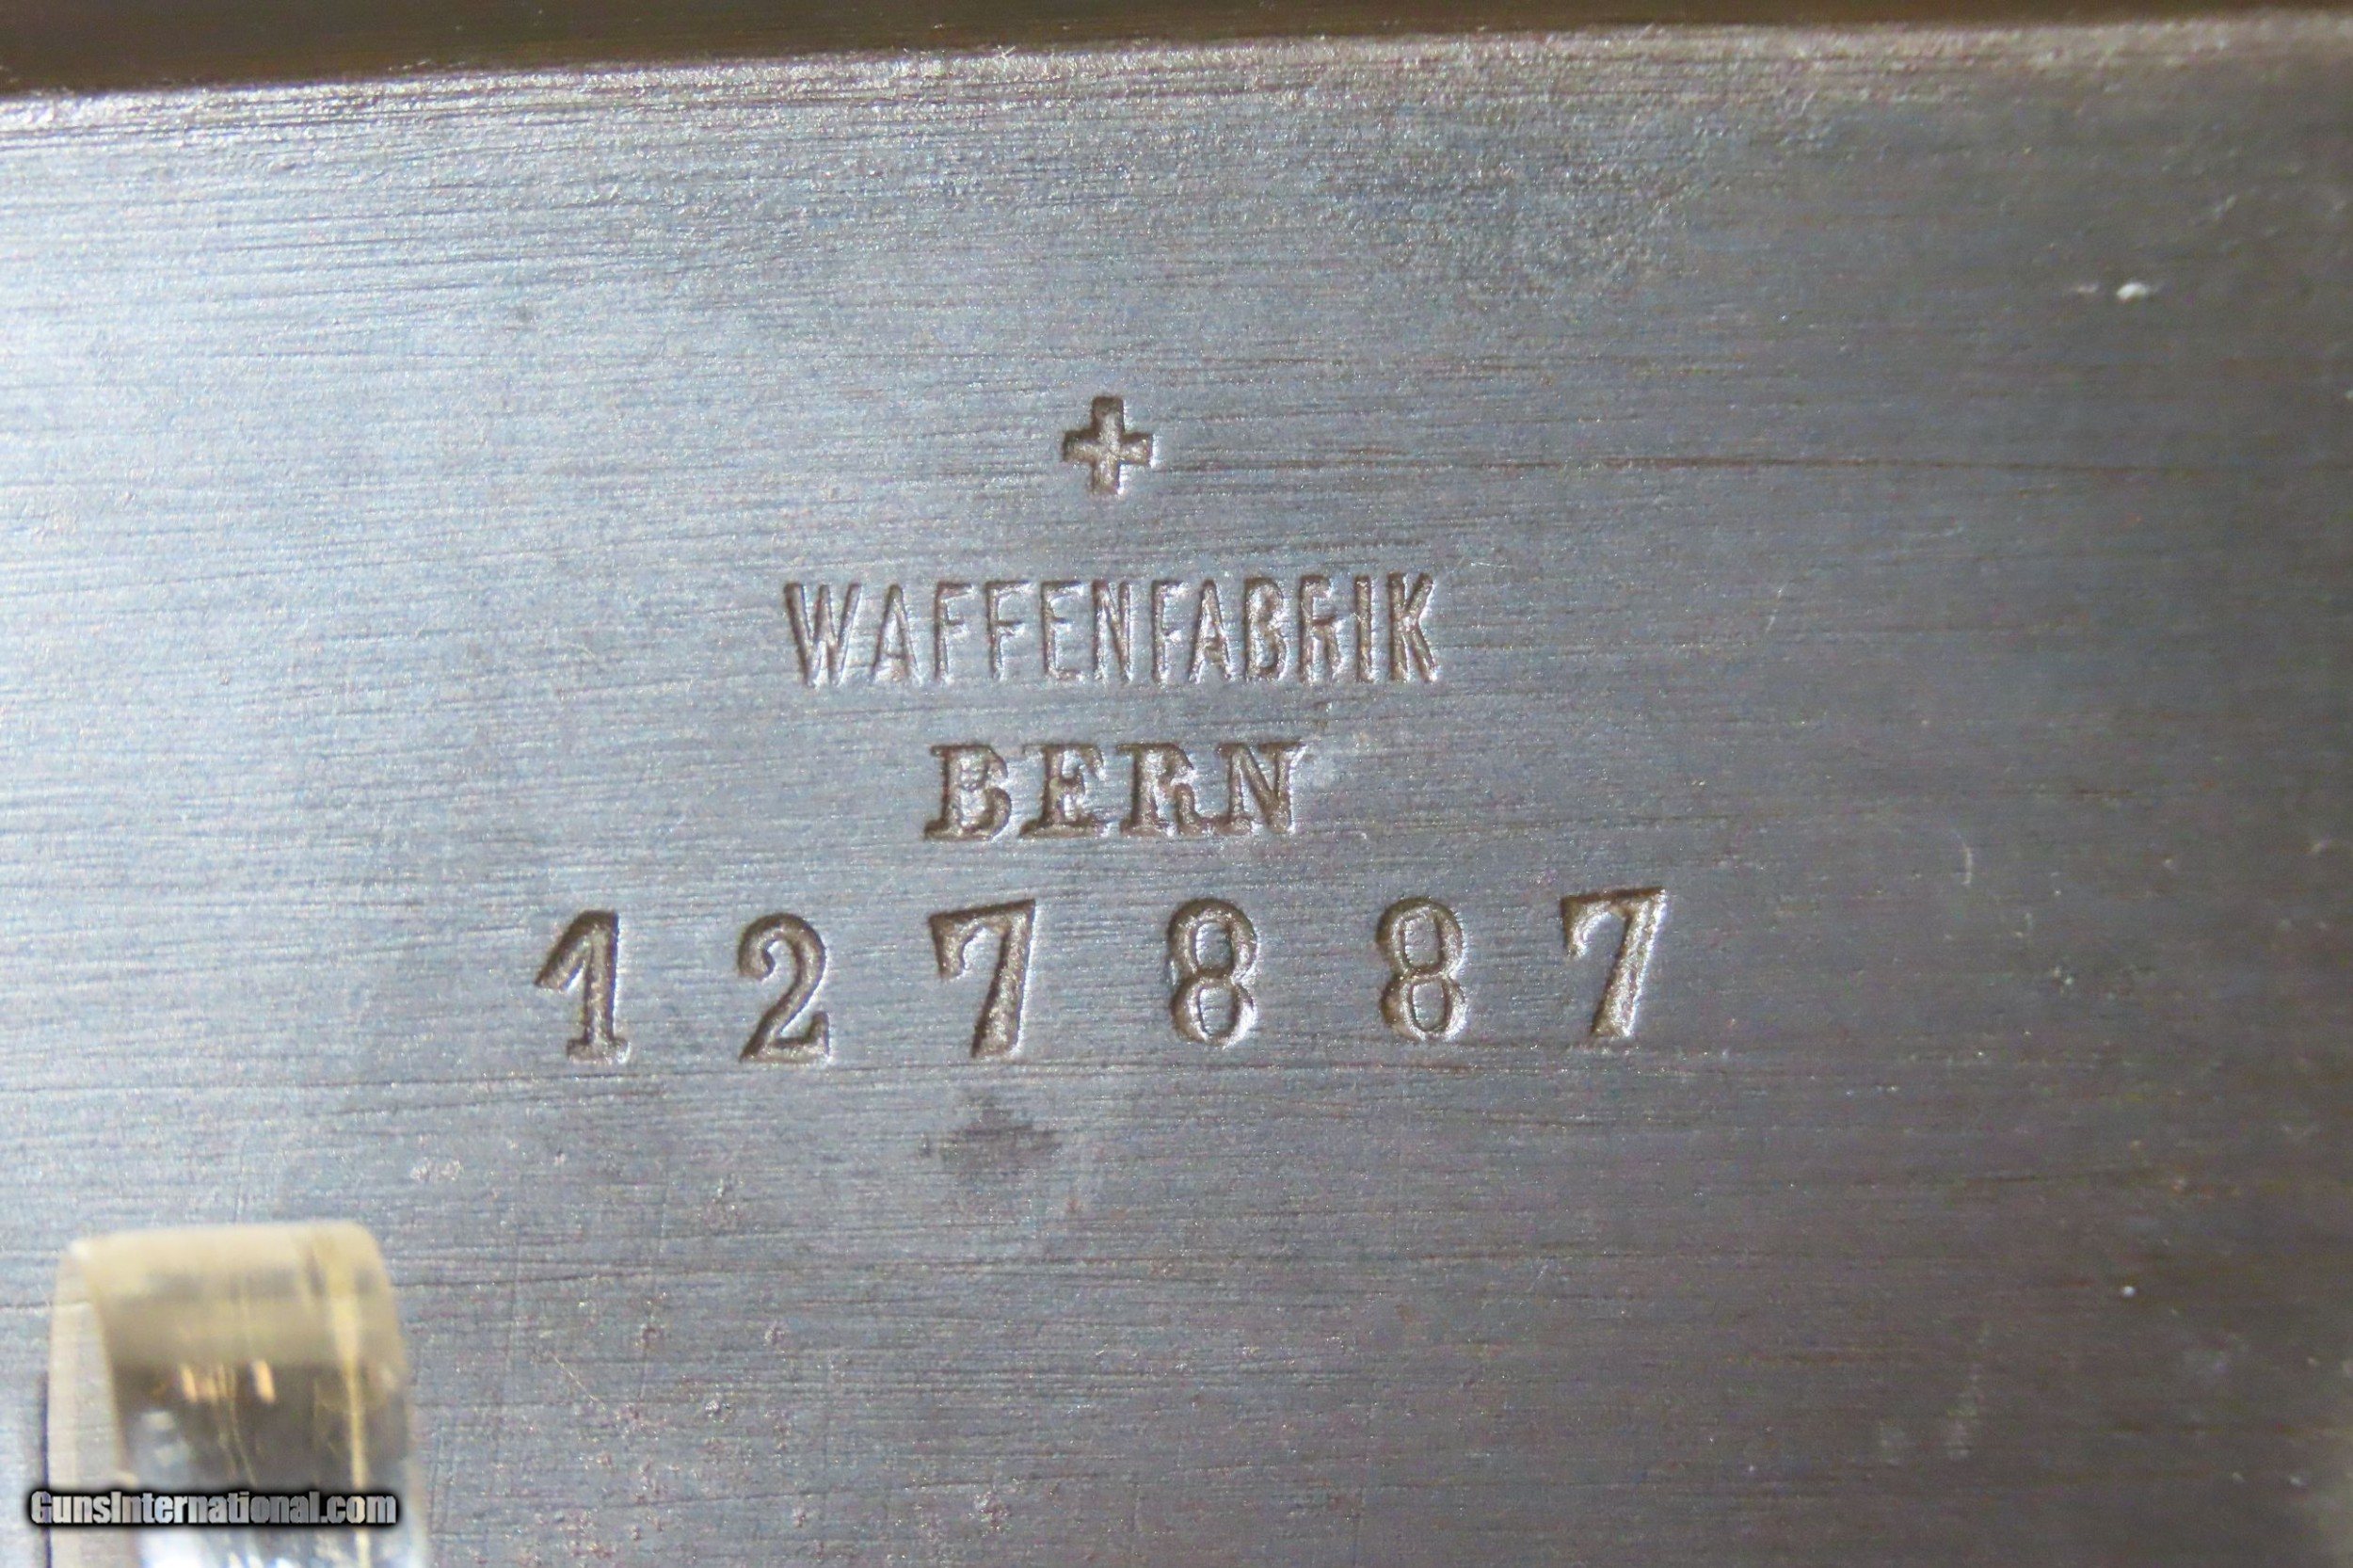 WAFFENFABRIK
BERN
127887
GunsInternational.com